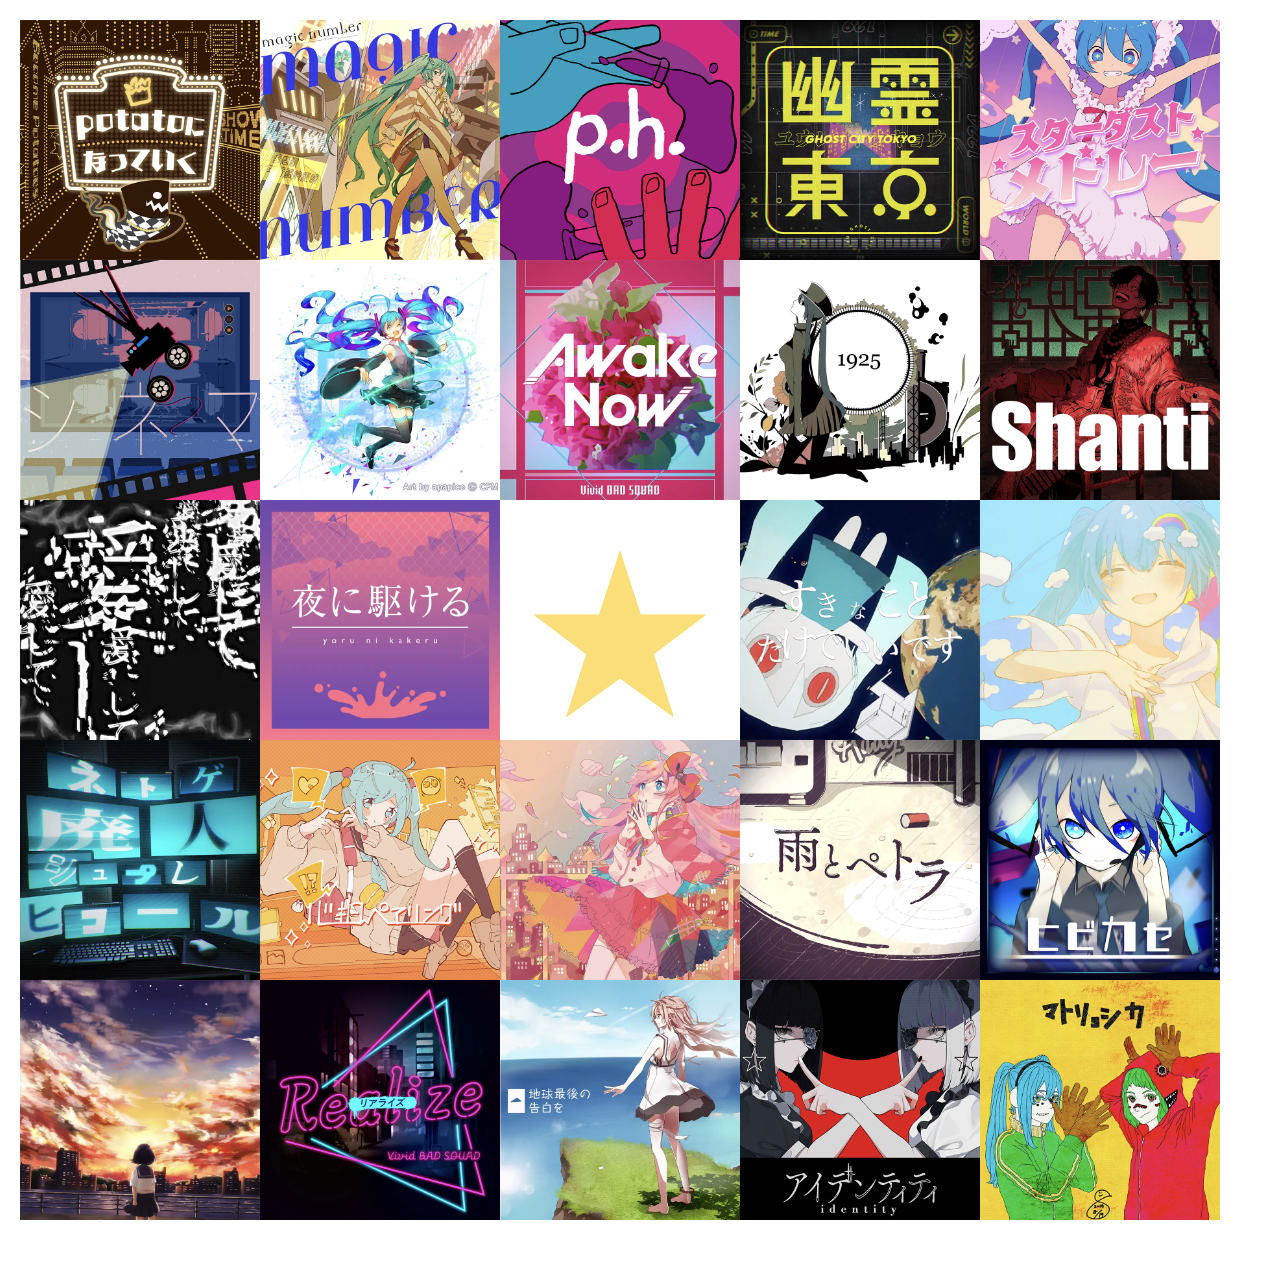 potatoに
なっていく
SHOW
TIME
magic number
magic
number
p.h.
TIME
幽霊
GHOST CITY TOKYO
東京
WORLD
スターダスト
メドレー
シネマ
Art by apapico © CFM
Awake
Now
Vivid BAD SQUAD
1925
Shanti
夜に駆ける
yoru ni kakeru
すきなこと
だけでいいです
ネトゲ
廃人
シュプレ
ヒコール
雨とペトラ
ヒビカセ
Realize
リアライズ
Vivid BAD SQUAD
地球最後の
告白を
アイデンティティ
identity
マトリョシカ